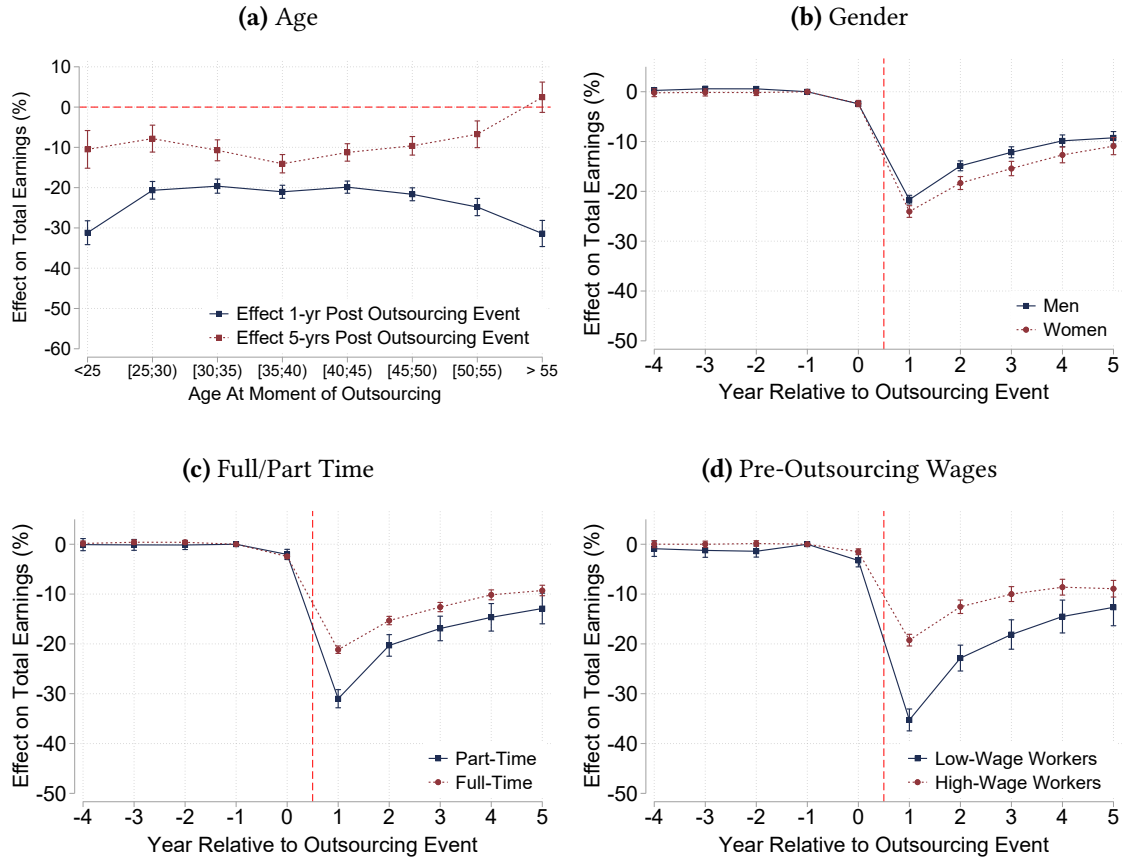 (a) Age
Effect on Total Earnings (%)
10
0
-10
-20
-30
-40
-50
-60
Effect 1-yr Post Outsourcing Event
Effect 5-yrs Post Outsourcing Event
<25 [25;30) [30;35) [35;40) [40;45) [45;50) [50;55) > 55
Age At Moment of Outsourcing
(b) Gender
Effect on Total Earnings (%)
0
-10
-20
-30
-40
-50
Men
Women
-4 -3 -2 -1 0 1 2 3 4 5
Year Relative to Outsourcing Event
(c) Full/Part Time
Effect on Total Earnings (%)
0
-10
-20
-30
-40
-50
Part-Time
Full-Time
-4 -3 -2 -1 0 1 2 3 4 5
Year Relative to Outsourcing Event
(d) Pre-Outsourcing Wages
Effect on Total Earnings (%)
0
-10
-20
-30
-40
-50
Low-Wage Workers
High-Wage Workers
-4 -3 -2 -1 0 1 2 3 4 5
Year Relative to Outsourcing Event